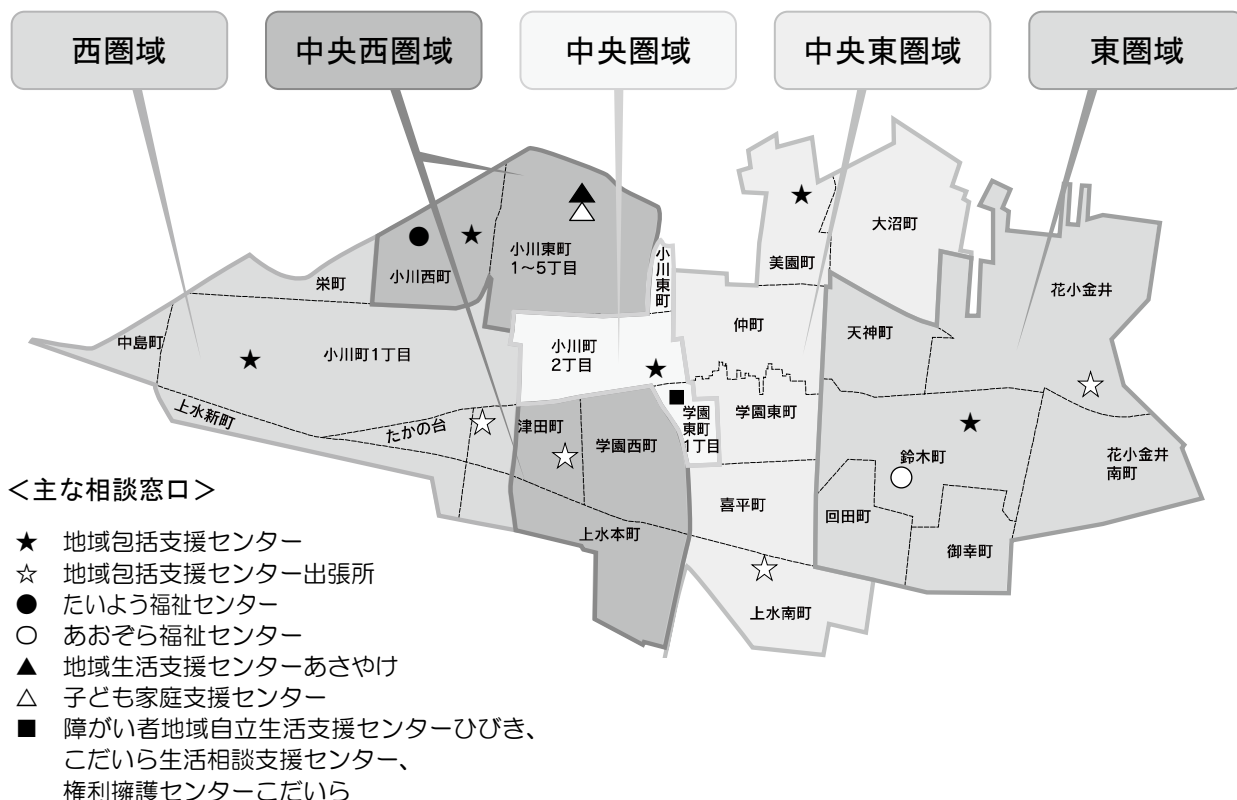 西圏域
中央西圏域
中央圏域
中央東圏域
東圏域
大沼町
小川東町
1〜5丁目
小川東町
美園町
花小金井
栄町
小川西町
仲町
天神町
中島町
小川町1丁目
小川町
2丁目
上水新町
たかの台
津田町
学園西町
学園
東町
1丁目
学園東町
鈴木町
花小金井
南町
喜平町
回田町
上水本町
御幸町
上水南町
<主な相談窓口>
★ 地域包括支援センター
☆ 地域包括支援センター出張所
● たいよう福祉センター
○ あおぞら福祉センター
▲ 地域生活支援センターあさやけ
△ 子ども家庭支援センター
■ 障がい者地域自立生活支援センターひびき、
こだいら生活相談支援センター、
権利擁護センターこだいら